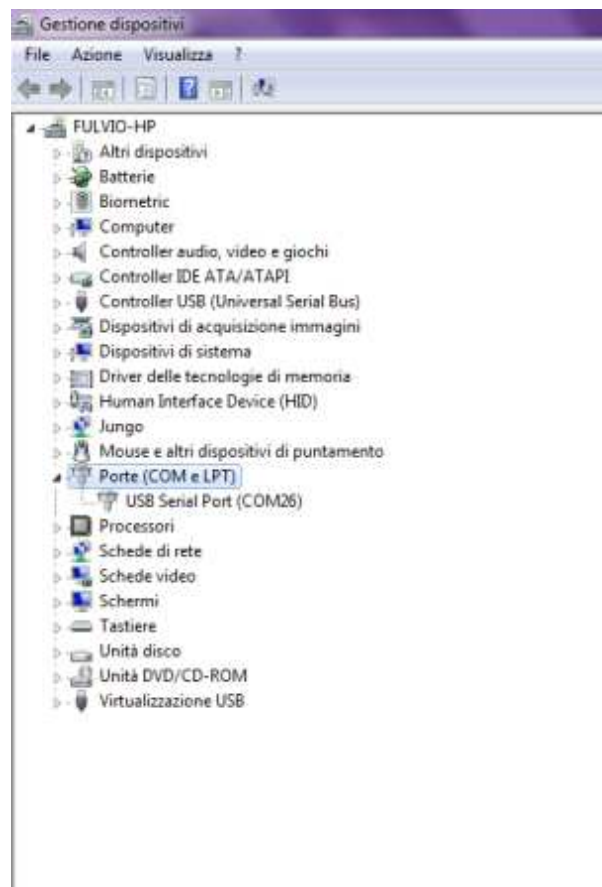 Gestione dispositivi
File Azione Visualizza ?
FULVIO-HP
Altri dispositivi
Batterie
Biometric
Computer
Controller audio, video e giochi
Controller IDE ATA/ATAPI
Controller USB (Universal Serial Bus)
Dispositivi di acquisizione immagini
Dispositivi di sistema
Driver delle tecnologie di memoria
Human Interface Device (HID)
Jungo
Mouse e altri dispositivi di puntamento
Porte (COM e LPT)
USB Serial Port (COM26)
Processori
Schede di rete
Schede video
Schermi
Tastiere
Unità disco
Unità DVD/CD-ROM
Virtualizzazione USB